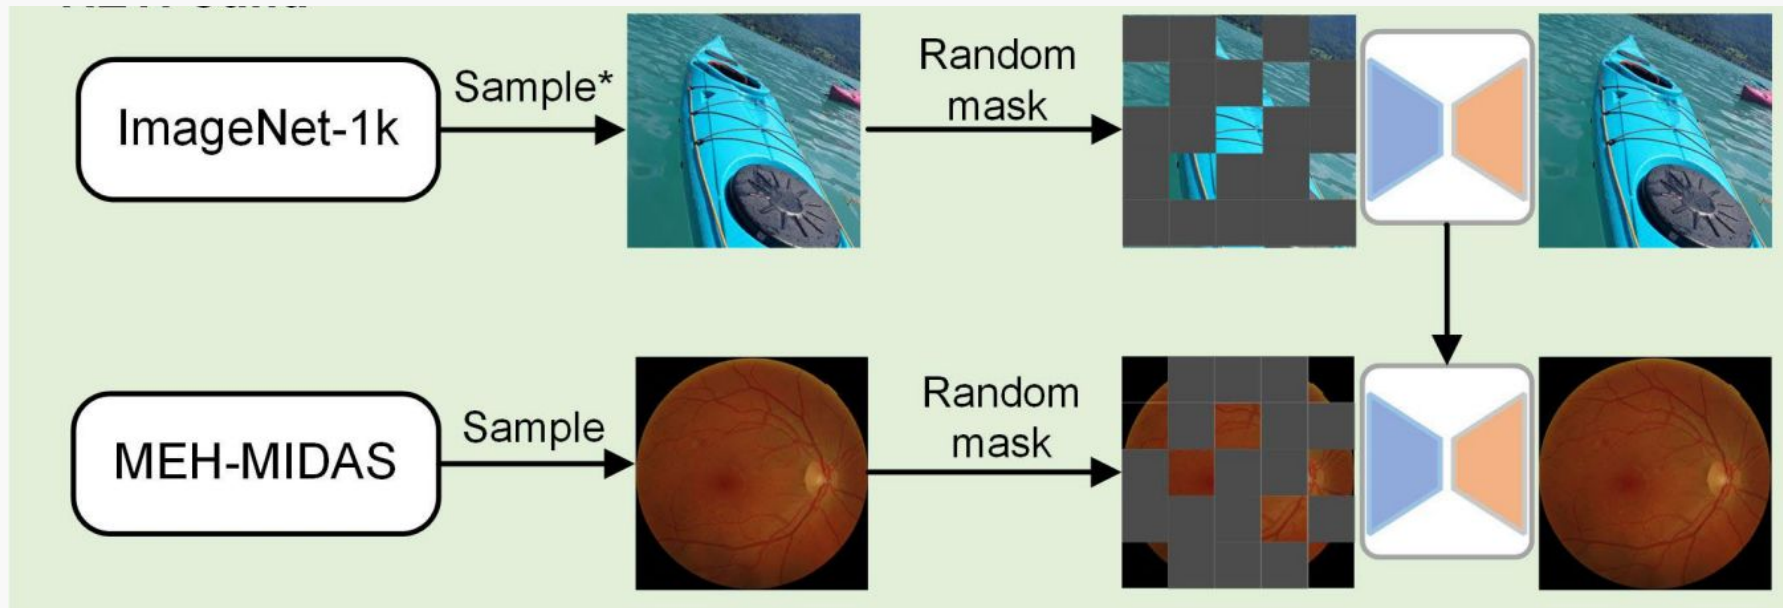 ImageNet-1k
Sample*
Random
mask
MEH-MIDAS
Sample
Random
mask